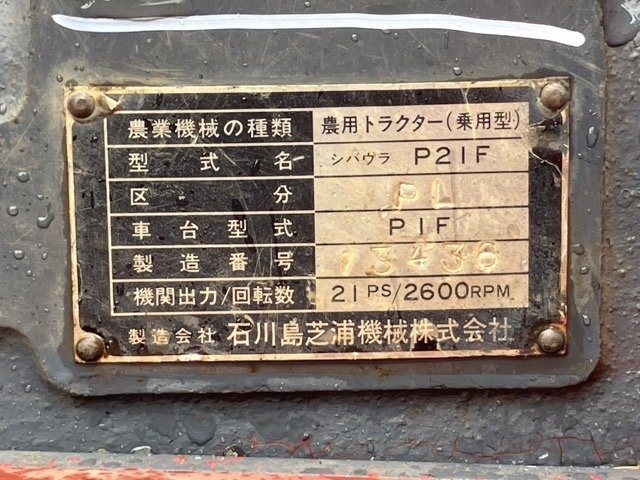 農業機械の種類 農用トラクター(乗用型)
型式名 シバウラ P21F
区分 PL
車台型式 P1F
製造番号 13436
機関出力/回転数 21PS/2600RPM
製造会社 石川島芝浦機械株式会社